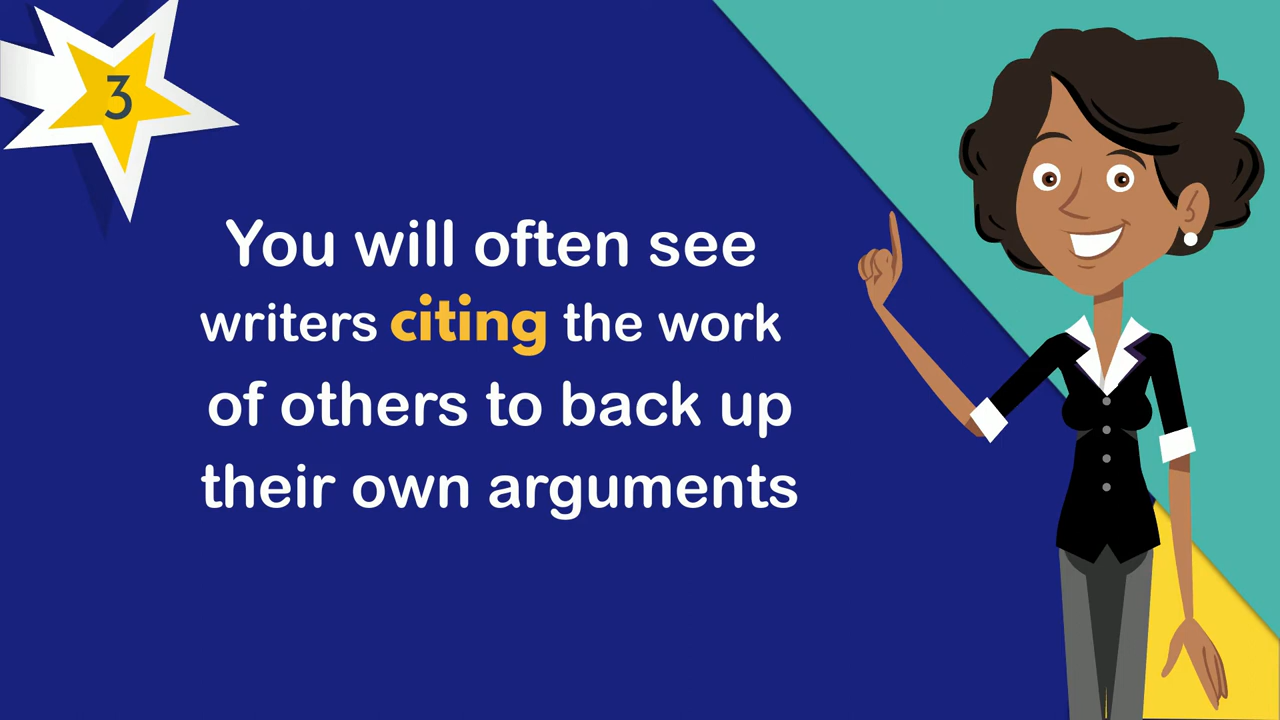 3
You will often see
writers citing the work
of others to back up
their own arguments